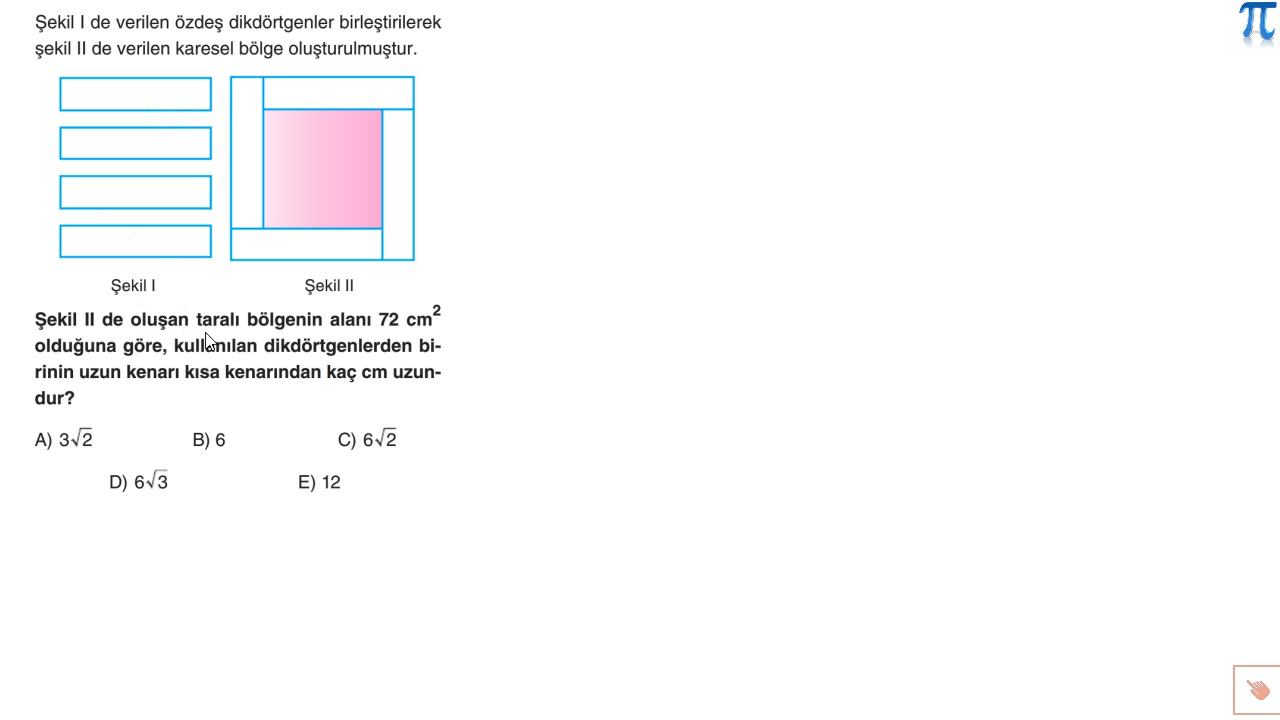 Şekil I de verilen özdeş dikdörtgenler birleştirilerek
şekil II de verilen karesel bölge oluşturulmuştur.
Şekil I
Şekil II
Şekil II de oluşan taralı bölgenin alanı 72 cm²
olduğuna göre, kullanılan dikdörtgenlerden bi-
rinin uzun kenarı kısa kenarından kaç cm uzun-
dur?
A) 3√2
B) 6
C) 6√2
D) 6√3
E) 12
π